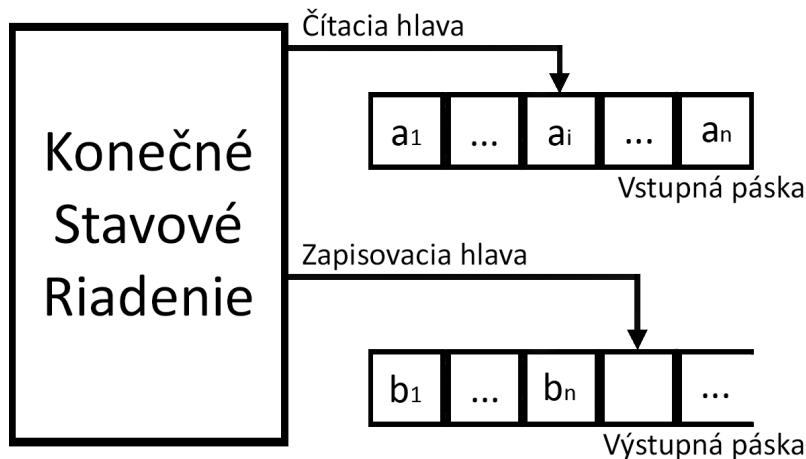 Konečné
Stavové
Riadenie
Čítacia hlava
a1 ... ai ... an
Vstupná páska
Zapisovacia hlava
b1 ... bn ...
Výstupná páska